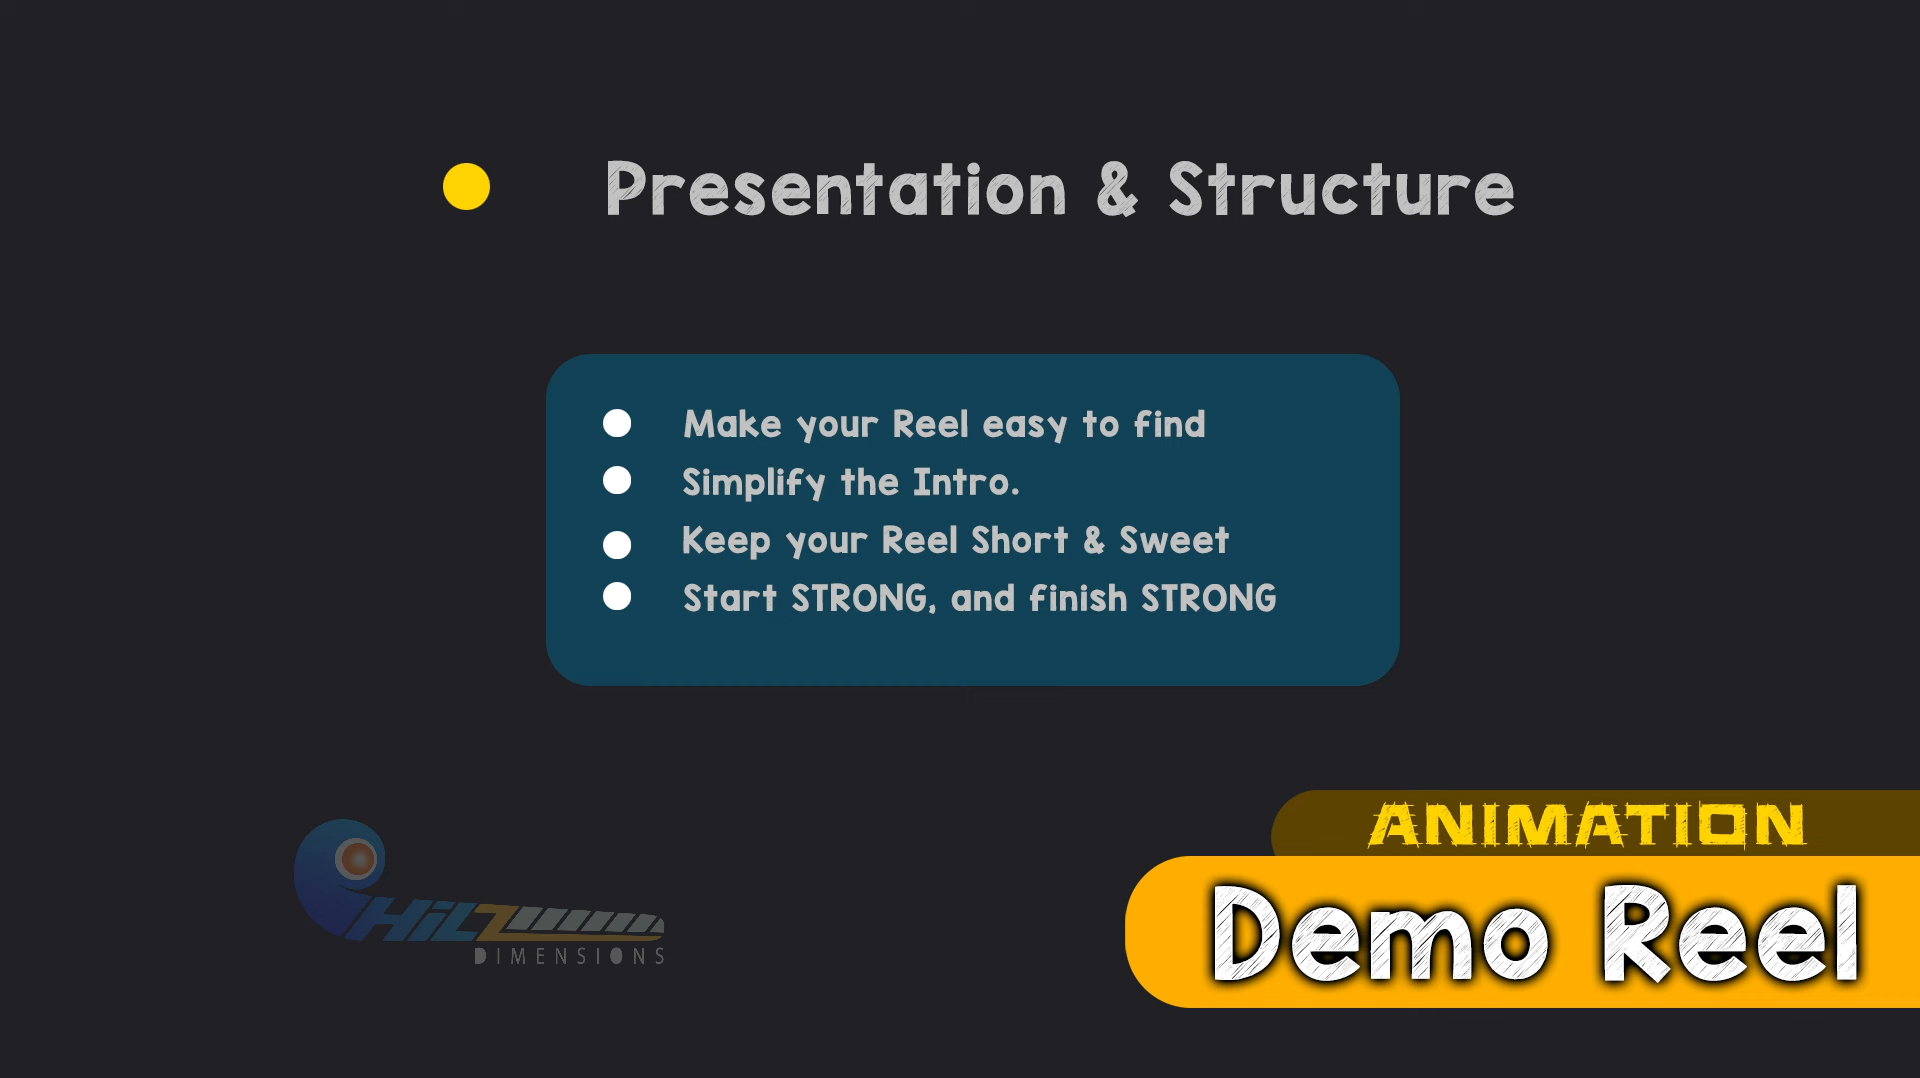 Presentation & Structure
Make your Reel easy to find
Simplify the Intro.
Keep your Reel Short & Sweet
Start STRONG, and finish STRONG
ANIMATION
Demo Reel
CHiLZ
DIMENSIONS